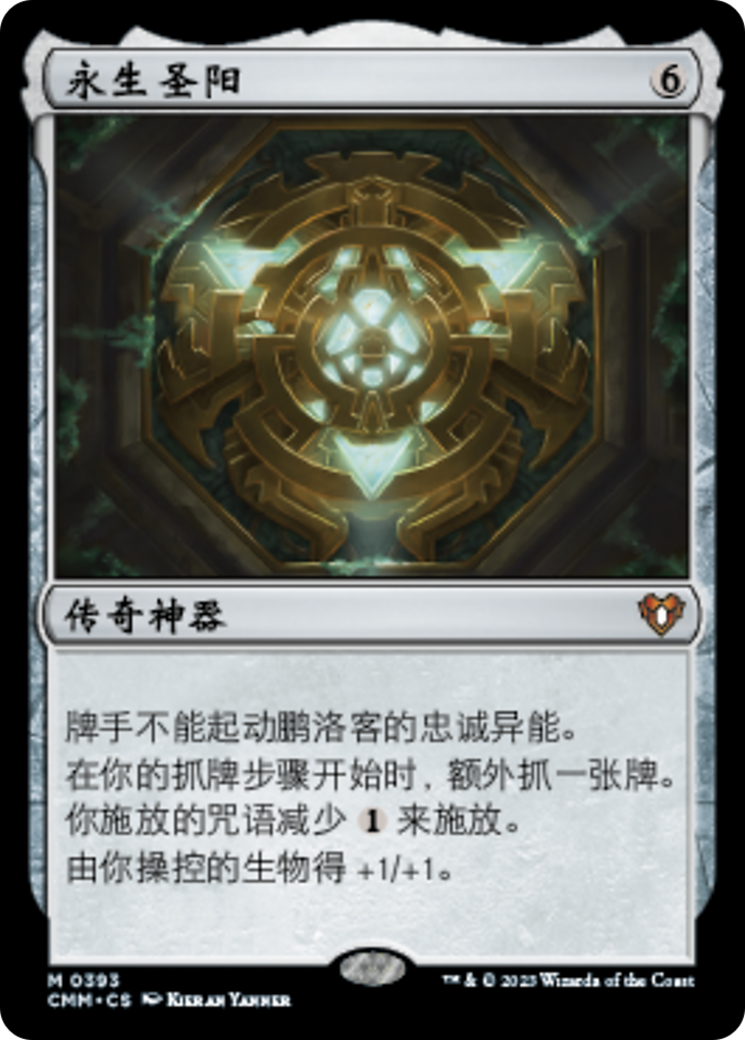 永生圣阳 6
传奇神器
牌手不能起动鹏洛客的忠诚异能。
在你的抓牌步骤开始时，额外抓一张牌。
你施放的咒语减少 1 来施放。
由你操控的生物得 +1/+1。
M 0393
CMM • CS KIERAN YANNER
™ & © 2023 Wizards of the Coast